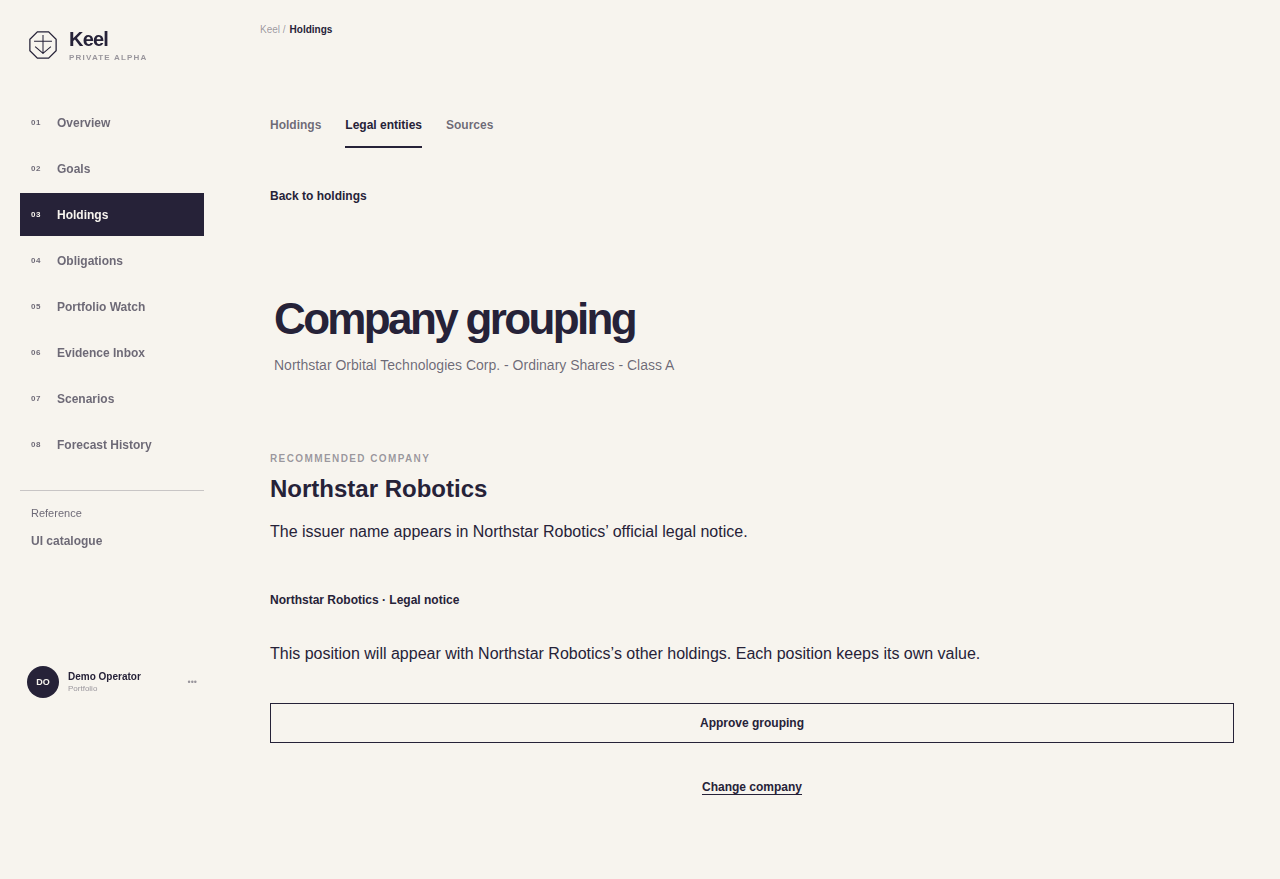 Keel
PRIVATE ALPHA
01 Overview
02 Goals
03 Holdings
04 Obligations
05 Portfolio Watch
06 Evidence Inbox
07 Scenarios
08 Forecast History
Reference
UI catalogue
DO
Demo Operator
Portfolio
•••
Keel / Holdings
Holdings Legal entities Sources
Back to holdings
Company grouping
Northstar Orbital Technologies Corp. - Ordinary Shares - Class A
RECOMMENDED COMPANY
Northstar Robotics
The issuer name appears in Northstar Robotics’ official legal notice.
Northstar Robotics · Legal notice
This position will appear with Northstar Robotics’s other holdings. Each position keeps its own value.
Approve grouping
Change company